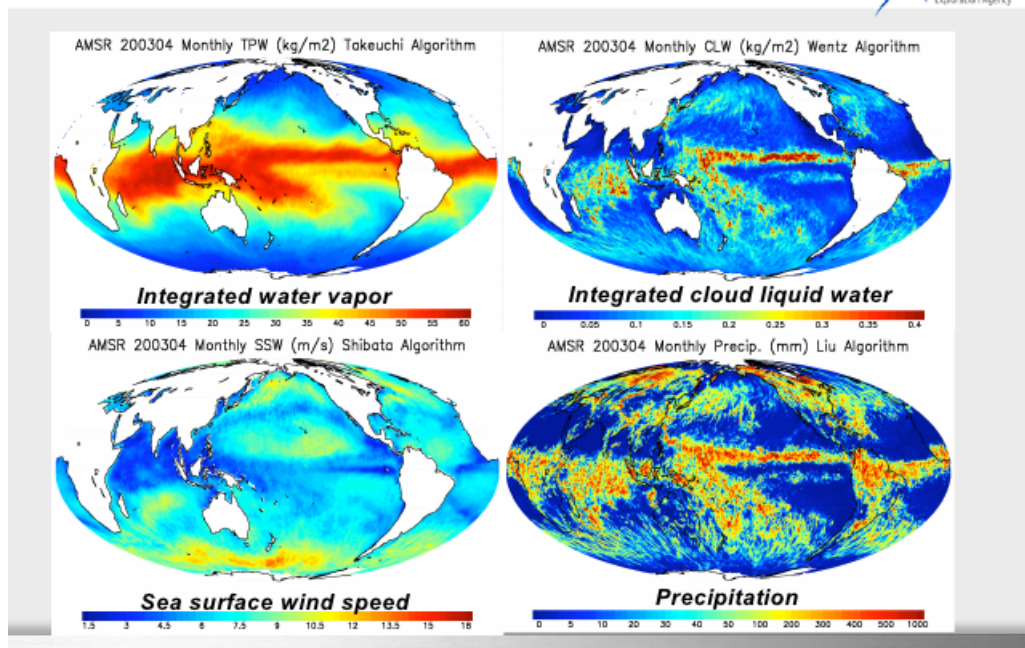 Exploration Agency
AMSR 200304 Monthly TPW (kg/m2) Takeuchi Algorithm
Integrated water vapor
0 5 10 15 20 25 30 35 40 45 50 55 60
AMSR 200304 Monthly CLW (kg/m2) Wentz Algorithm
Integrated cloud liquid water
0 0.05 0.1 0.15 0.2 0.25 0.3 0.35 0.4
AMSR 200304 Monthly SSW (m/s) Shibata Algorithm
Sea surface wind speed
1.5 3 4.5 6 7.5 9 10.5 12 13.5 15 18
AMSR 200304 Monthly Precip. (mm) Liu Algorithm
Precipitation
0 5 10 20 30 40 50 100 200 300 400 500 1000